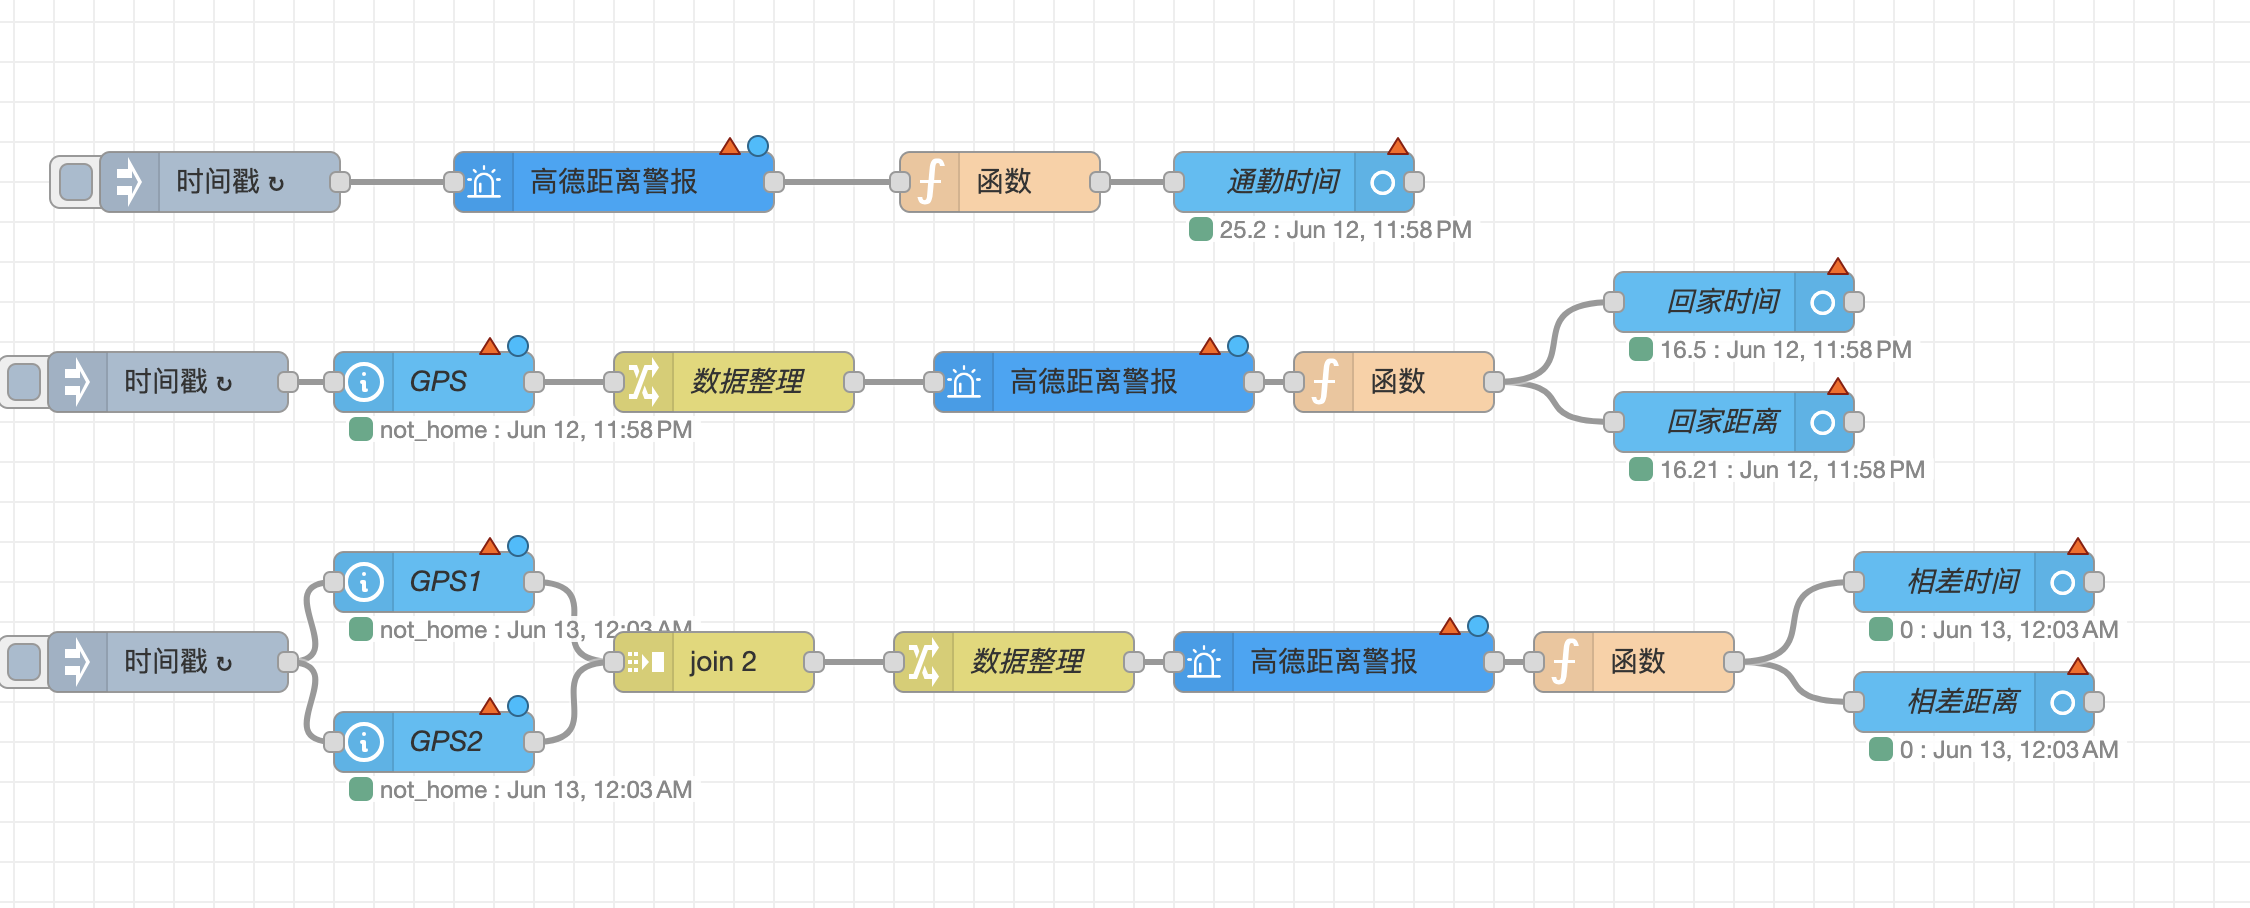 时间戳 ↻
高德距离警报
函数
通勤时间
25.2 : Jun 12, 11:58 PM
时间戳 ↻
GPS
not_home : Jun 12, 11:58 PM
数据整理
高德距离警报
函数
回家时间
16.5 : Jun 12, 11:58 PM
回家距离
16.21 : Jun 12, 11:58 PM
时间戳 ↻
GPS1
not_home : Jun 13, 12:03 AM
GPS2
not_home : Jun 13, 12:03 AM
join 2
数据整理
高德距离警报
函数
相差时间
0 : Jun 13, 12:03 AM
相差距离
0 : Jun 13, 12:03 AM